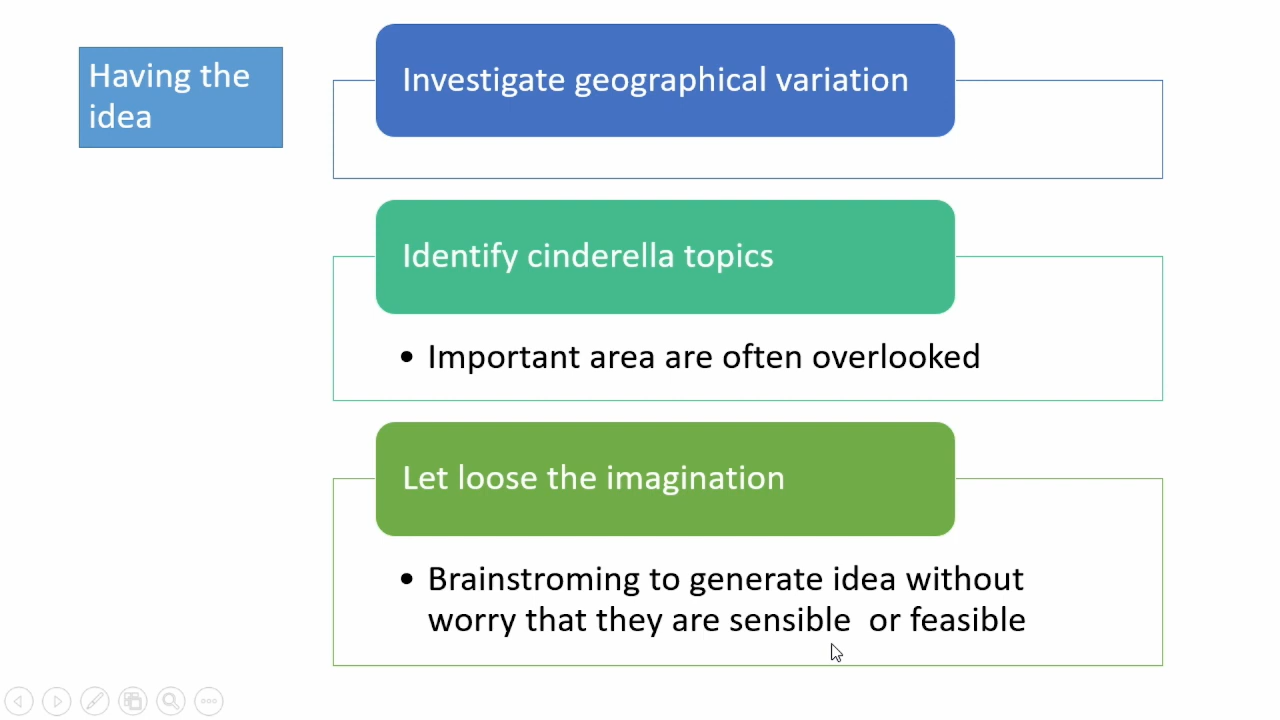 Having the
idea
Investigate geographical variation
Identify cinderella topics
• Important area are often overlooked
Let loose the imagination
• Brainstroming to generate idea without
worry that they are sensible  or feasible